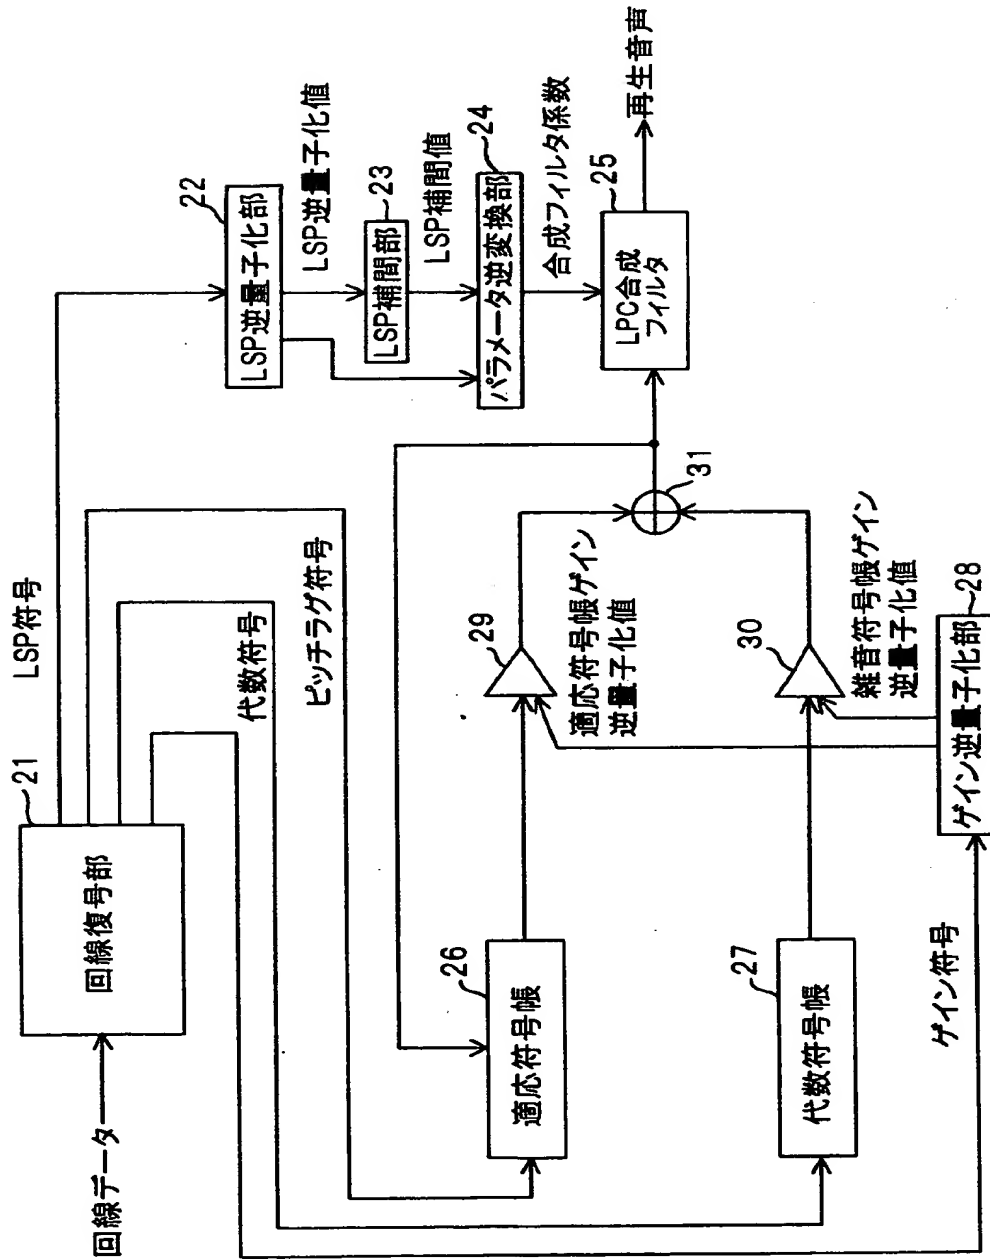 回線データ
回線復号部
21
LSP符号
代数符号
ピッチラグ符号
22
LSP逆量子化部
LSP逆量子化値
23
LSP補間部
LSP補間値
24
パラメータ逆変換部
合成フィルタ係数
25
LPC合成
フィルタ
再生音声
26
適応符号帳
29
適応符号帳ゲイン
逆量子化値
31
27
代数符号帳
30
雑音符号帳ゲイン
逆量子化値
28
ゲイン逆量子化部
ゲイン符号